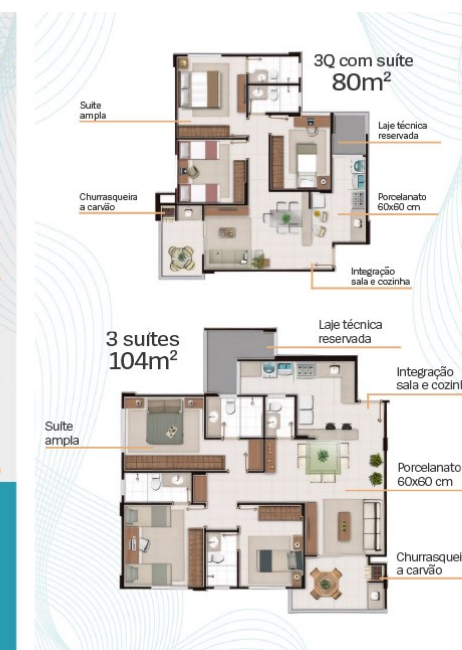 3Q com suíte
80m²
Suíte
ampla
Laje técnica
reservada
Churrasqueira
a carvão
Porcelanato
60x60 cm
Integração
sala e cozinha
3 suítes
104m²
Laje técnica
reservada
Integração
sala e cozinh
Suíte
ampla
Porcelanato
60x60 cm
Churrasquei
a carvão